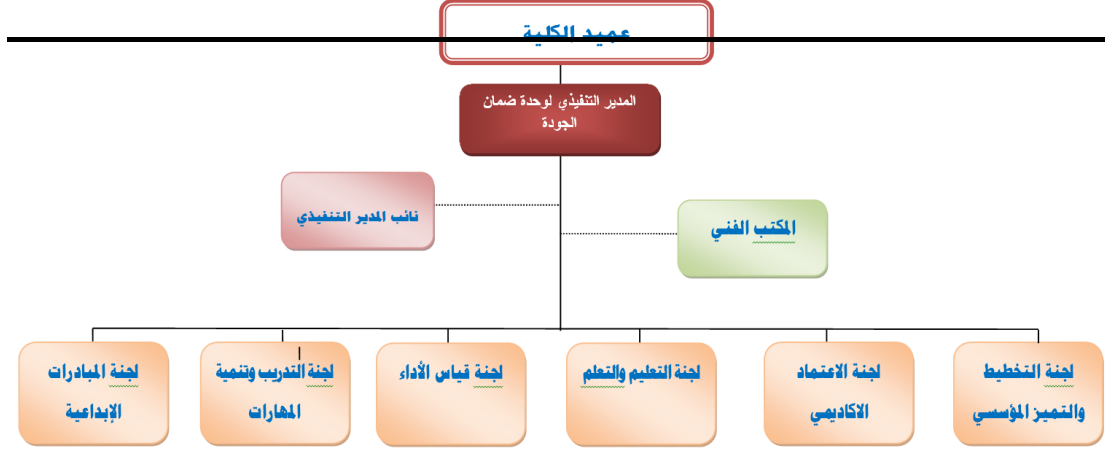 عميد الكلية
المدير التنفيذي لوحدة ضمان
الجودة
نائب المدير التنفيذي
المكتب الفني
لجنة التخطيط
والتميز المؤسسي
لجنة الاعتماد
الاكاديمي
لجنة التعليم والتعلم
لجنة قياس الأداء
لجنة التدريب وتنمية
المهارات
لجنة المبادرات
الإبداعية